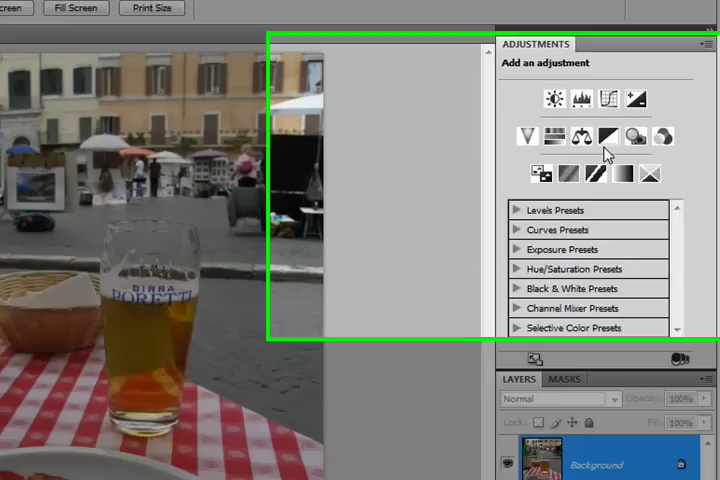 creen
Fill Screen
Print Size
ADJUSTMENTS
Add an adjustment
Levels Presets
Curves Presets
Exposure Presets
Hue/Saturation Presets
Black & White Presets
Channel Mixer Presets
Selective Color Presets
BIRRA
PORETTI
LAYERS MASKS
Normal Opacity: 100%
Lock: Fill: 100%
Background